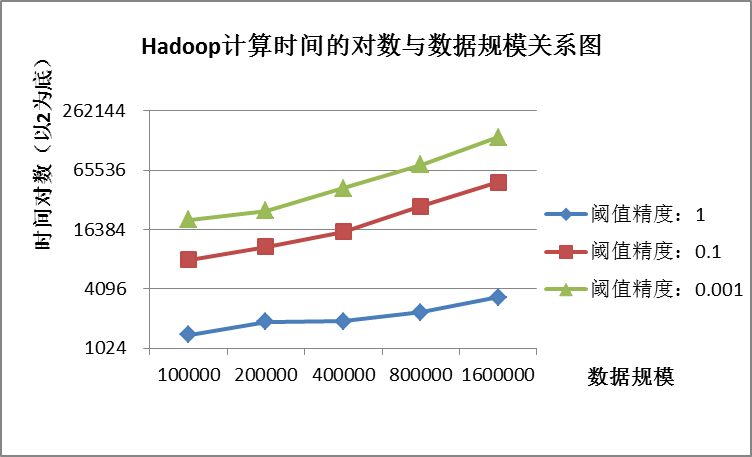 Hadoop计算时间的对数与数据规模关系图
时间对数（以2为底）
262144
65536
16384
4096
1024
100000 200000 400000 800000 1600000
数据规模
阈值精度：1
阈值精度：0.1
阈值精度：0.001